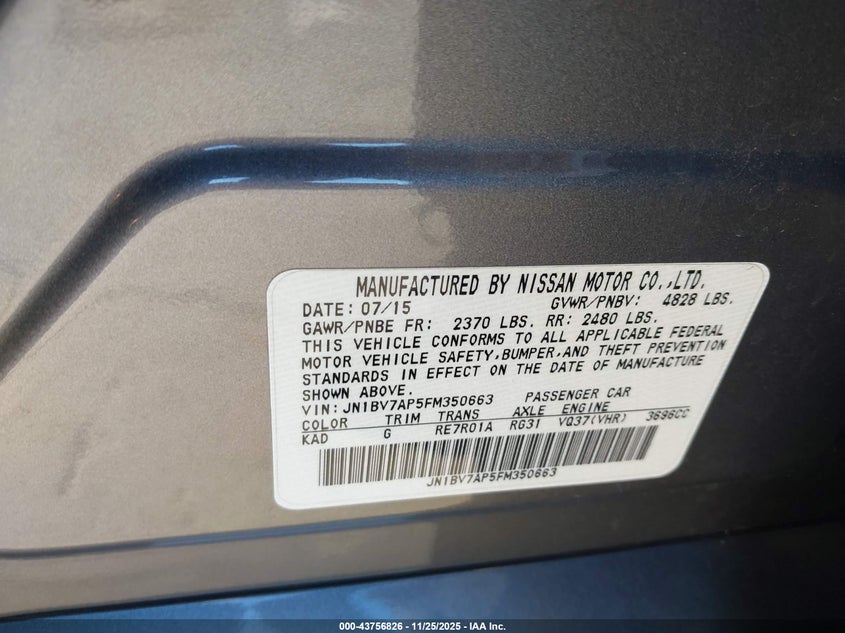 MANUFACTURED BY NISSAN MOTOR CO.,LTD.
DATE: 07/15 GVWR/PNBV: 4828 LBS.
GAWR/PNBE FR: 2370 LBS. RR: 2480 LBS.
THIS VEHICLE CONFORMS TO ALL APPLICABLE FEDERAL
MOTOR VEHICLE SAFETY,BUMPER,AND THEFT PREVENTION
STANDARDS IN EFFECT ON THE DATE OF MANUFACTURE
SHOWN ABOVE.
VIN:JN1BV7AP5FM350663 PASSENGER CAR
COLOR TRIM TRANS AXLE ENGINE
KAD G RE7R01A RG31 VQ37(VHR) 3696CC
JN1BV7AP5FM350663
000-43756826 - 11/25/2025 - IAA Inc.